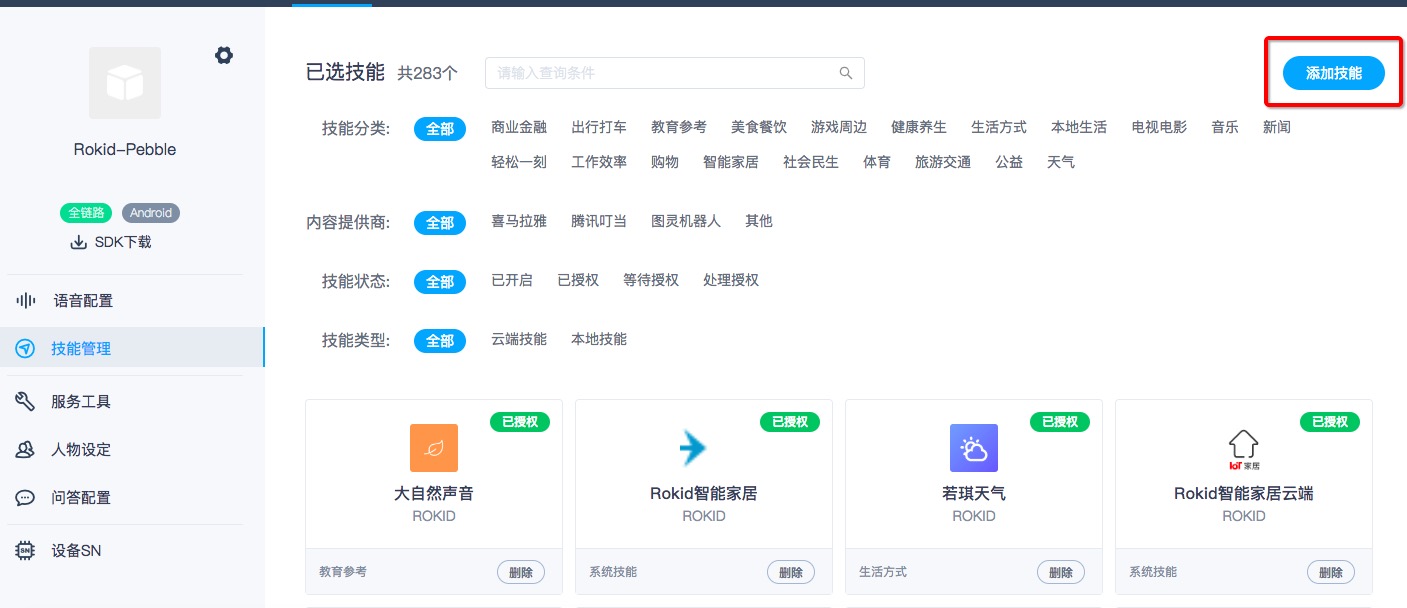 Rokid-Pebble
全链路 Android
SDK下载
语音配置
技能管理
服务工具
人物设定
问答配置
SN 设备SN
已选技能 共283个 请输入查询条件 添加技能
技能分类: 全部 商业金融 出行打车 教育参考 美食餐饮 游戏周边 健康养生 生活方式 本地生活 电视电影 音乐 新闻
轻松一刻 工作效率 购物 智能家居 社会民生 体育 旅游交通 公益 天气
内容提供商: 全部 喜马拉雅 腾讯叮当 图灵机器人 其他
技能状态: 全部 已开启 已授权 等待授权 处理授权
技能类型: 全部 云端技能 本地技能
已授权
大自然声音
ROKID
教育参考 删除
已授权
Rokid智能家居
ROKID
系统技能 删除
已授权
若琪天气
ROKID
生活方式 删除
已授权
IoT 家居
Rokid智能家居云端
ROKID
系统技能 删除